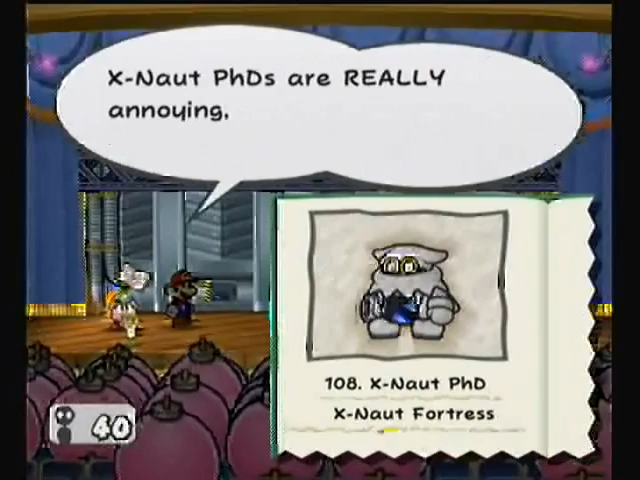 X-Naut PhDs are REALLY
annoying.
108. X-Naut PhD
X-Naut Fortress
40